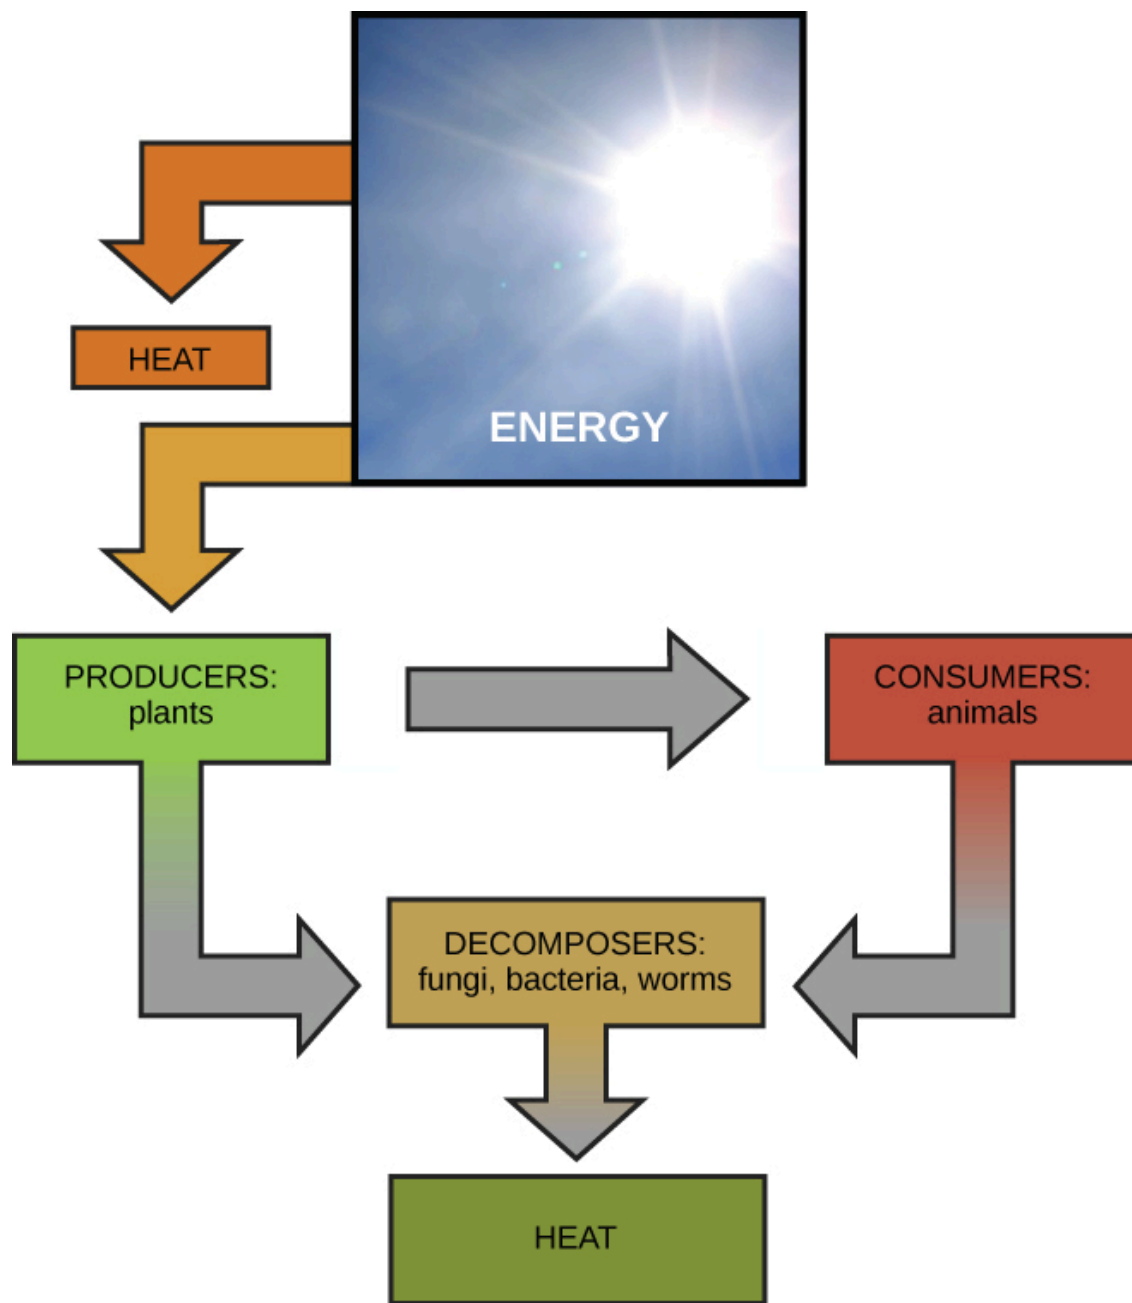 HEAT
ENERGY
PRODUCERS:
plants
CONSUMERS:
animals
DECOMPOSERS:
fungi, bacteria, worms
HEAT